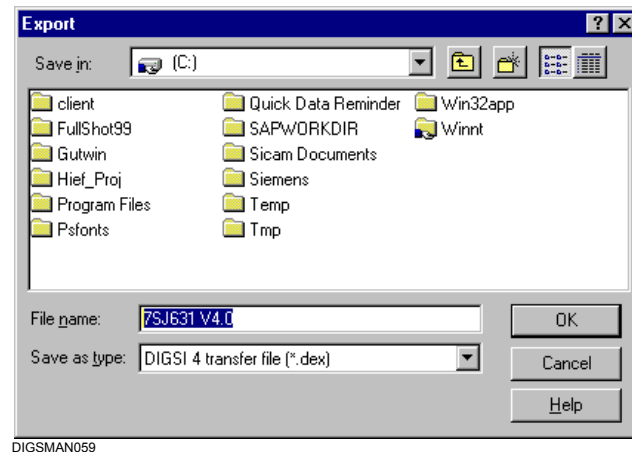 Export
Save in: (C:)
client Quick Data Reminder Win32app
FullShot99 SAPWORKDIR Winnt
Gutwin Sicam Documents
Hief_Proj Siemens
Program Files Temp
Psfonts Tmp
File name: 7SJ631 V4.0 OK
Save as type: DIGSI 4 transfer file (*.dex) Cancel
Help
DIGSMAN059